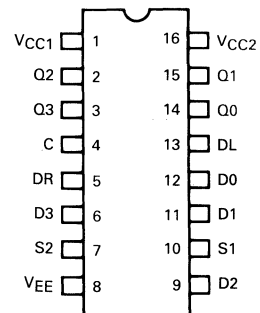 VCC1 1 16 VCC2
Q2 2 15 Q1
Q3 3 14 Q0
C 4 13 DL
DR 5 12 D0
D3 6 11 D1
S2 7 10 S1
VEE 8 9 D2